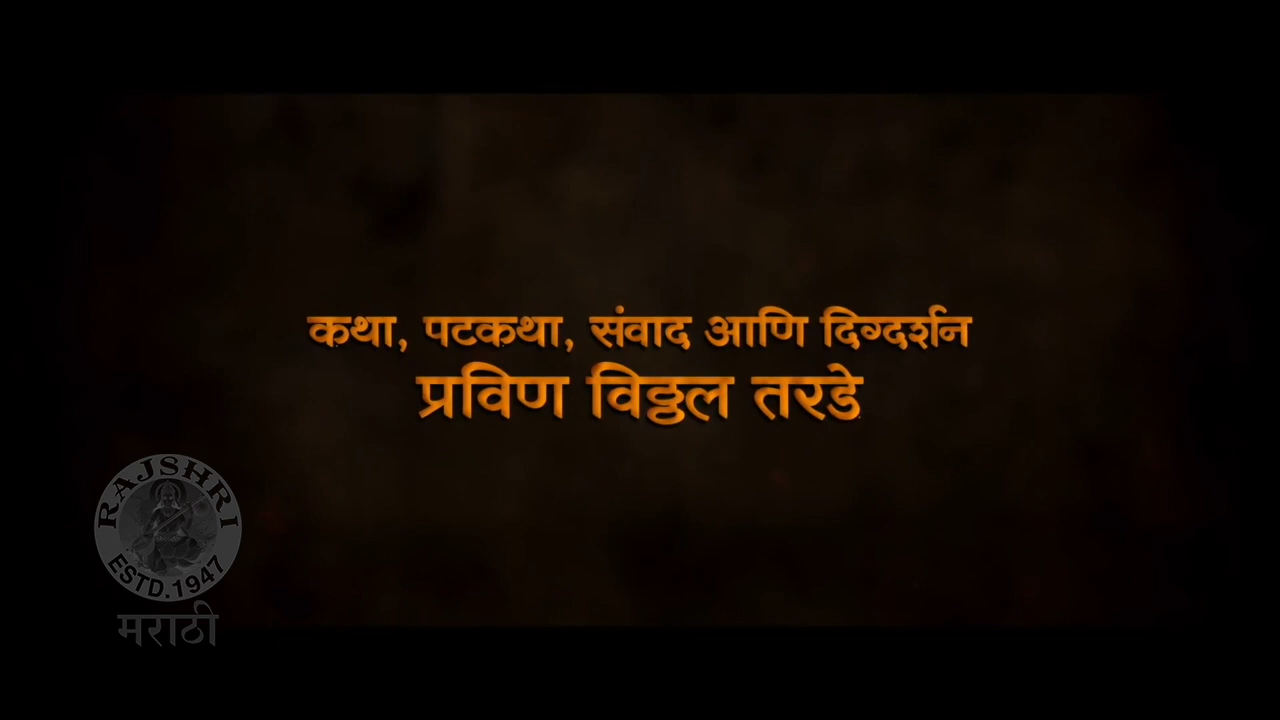 कथा, पटकथा, संवाद आणि दिग्दर्शन
प्रविण विठ्ठल तरडे
RAJSHRI
ESTD.1947
मराठी